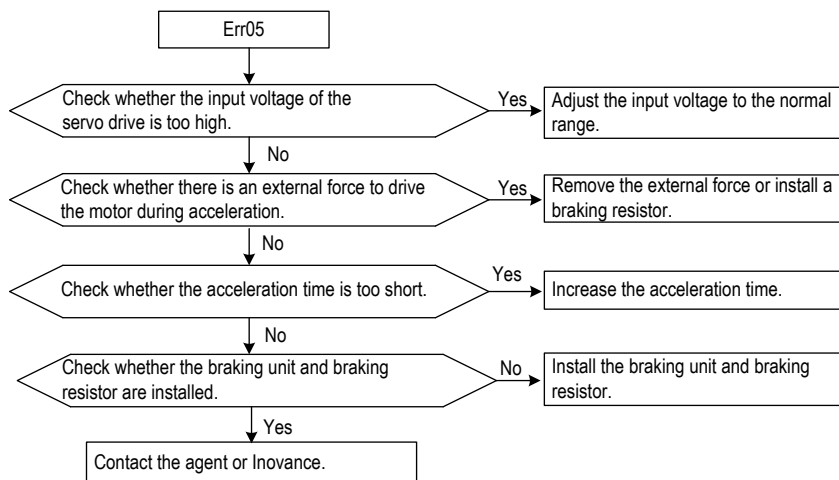 Err05
Check whether the input voltage of the
servo drive is too high.
Yes
Adjust the input voltage to the normal
range.
No
Check whether there is an external force to drive
the motor during acceleration.
Yes
Remove the external force or install a
braking resistor.
No
Check whether the acceleration time is too short.
Yes
Increase the acceleration time.
No
Check whether the braking unit and braking
resistor are installed.
No
Install the braking unit and braking
resistor.
Yes
Contact the agent or Inovance.